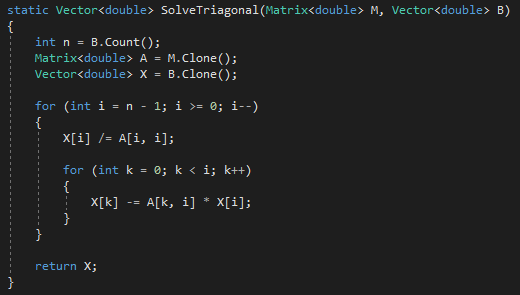 static Vector<double> SolveTriagonal(Matrix<double> M, Vector<double> B)
{
    int n = B.Count();
    Matrix<double> A = M.Clone();
    Vector<double> X = B.Clone();

    for (int i = n - 1; i >= 0; i--)
    {
        X[i] /= A[i, i];

        for (int k = 0; k < i; k++)
        {
            X[k] -= A[k, i] * X[i];
        }
    }

    return X;
}